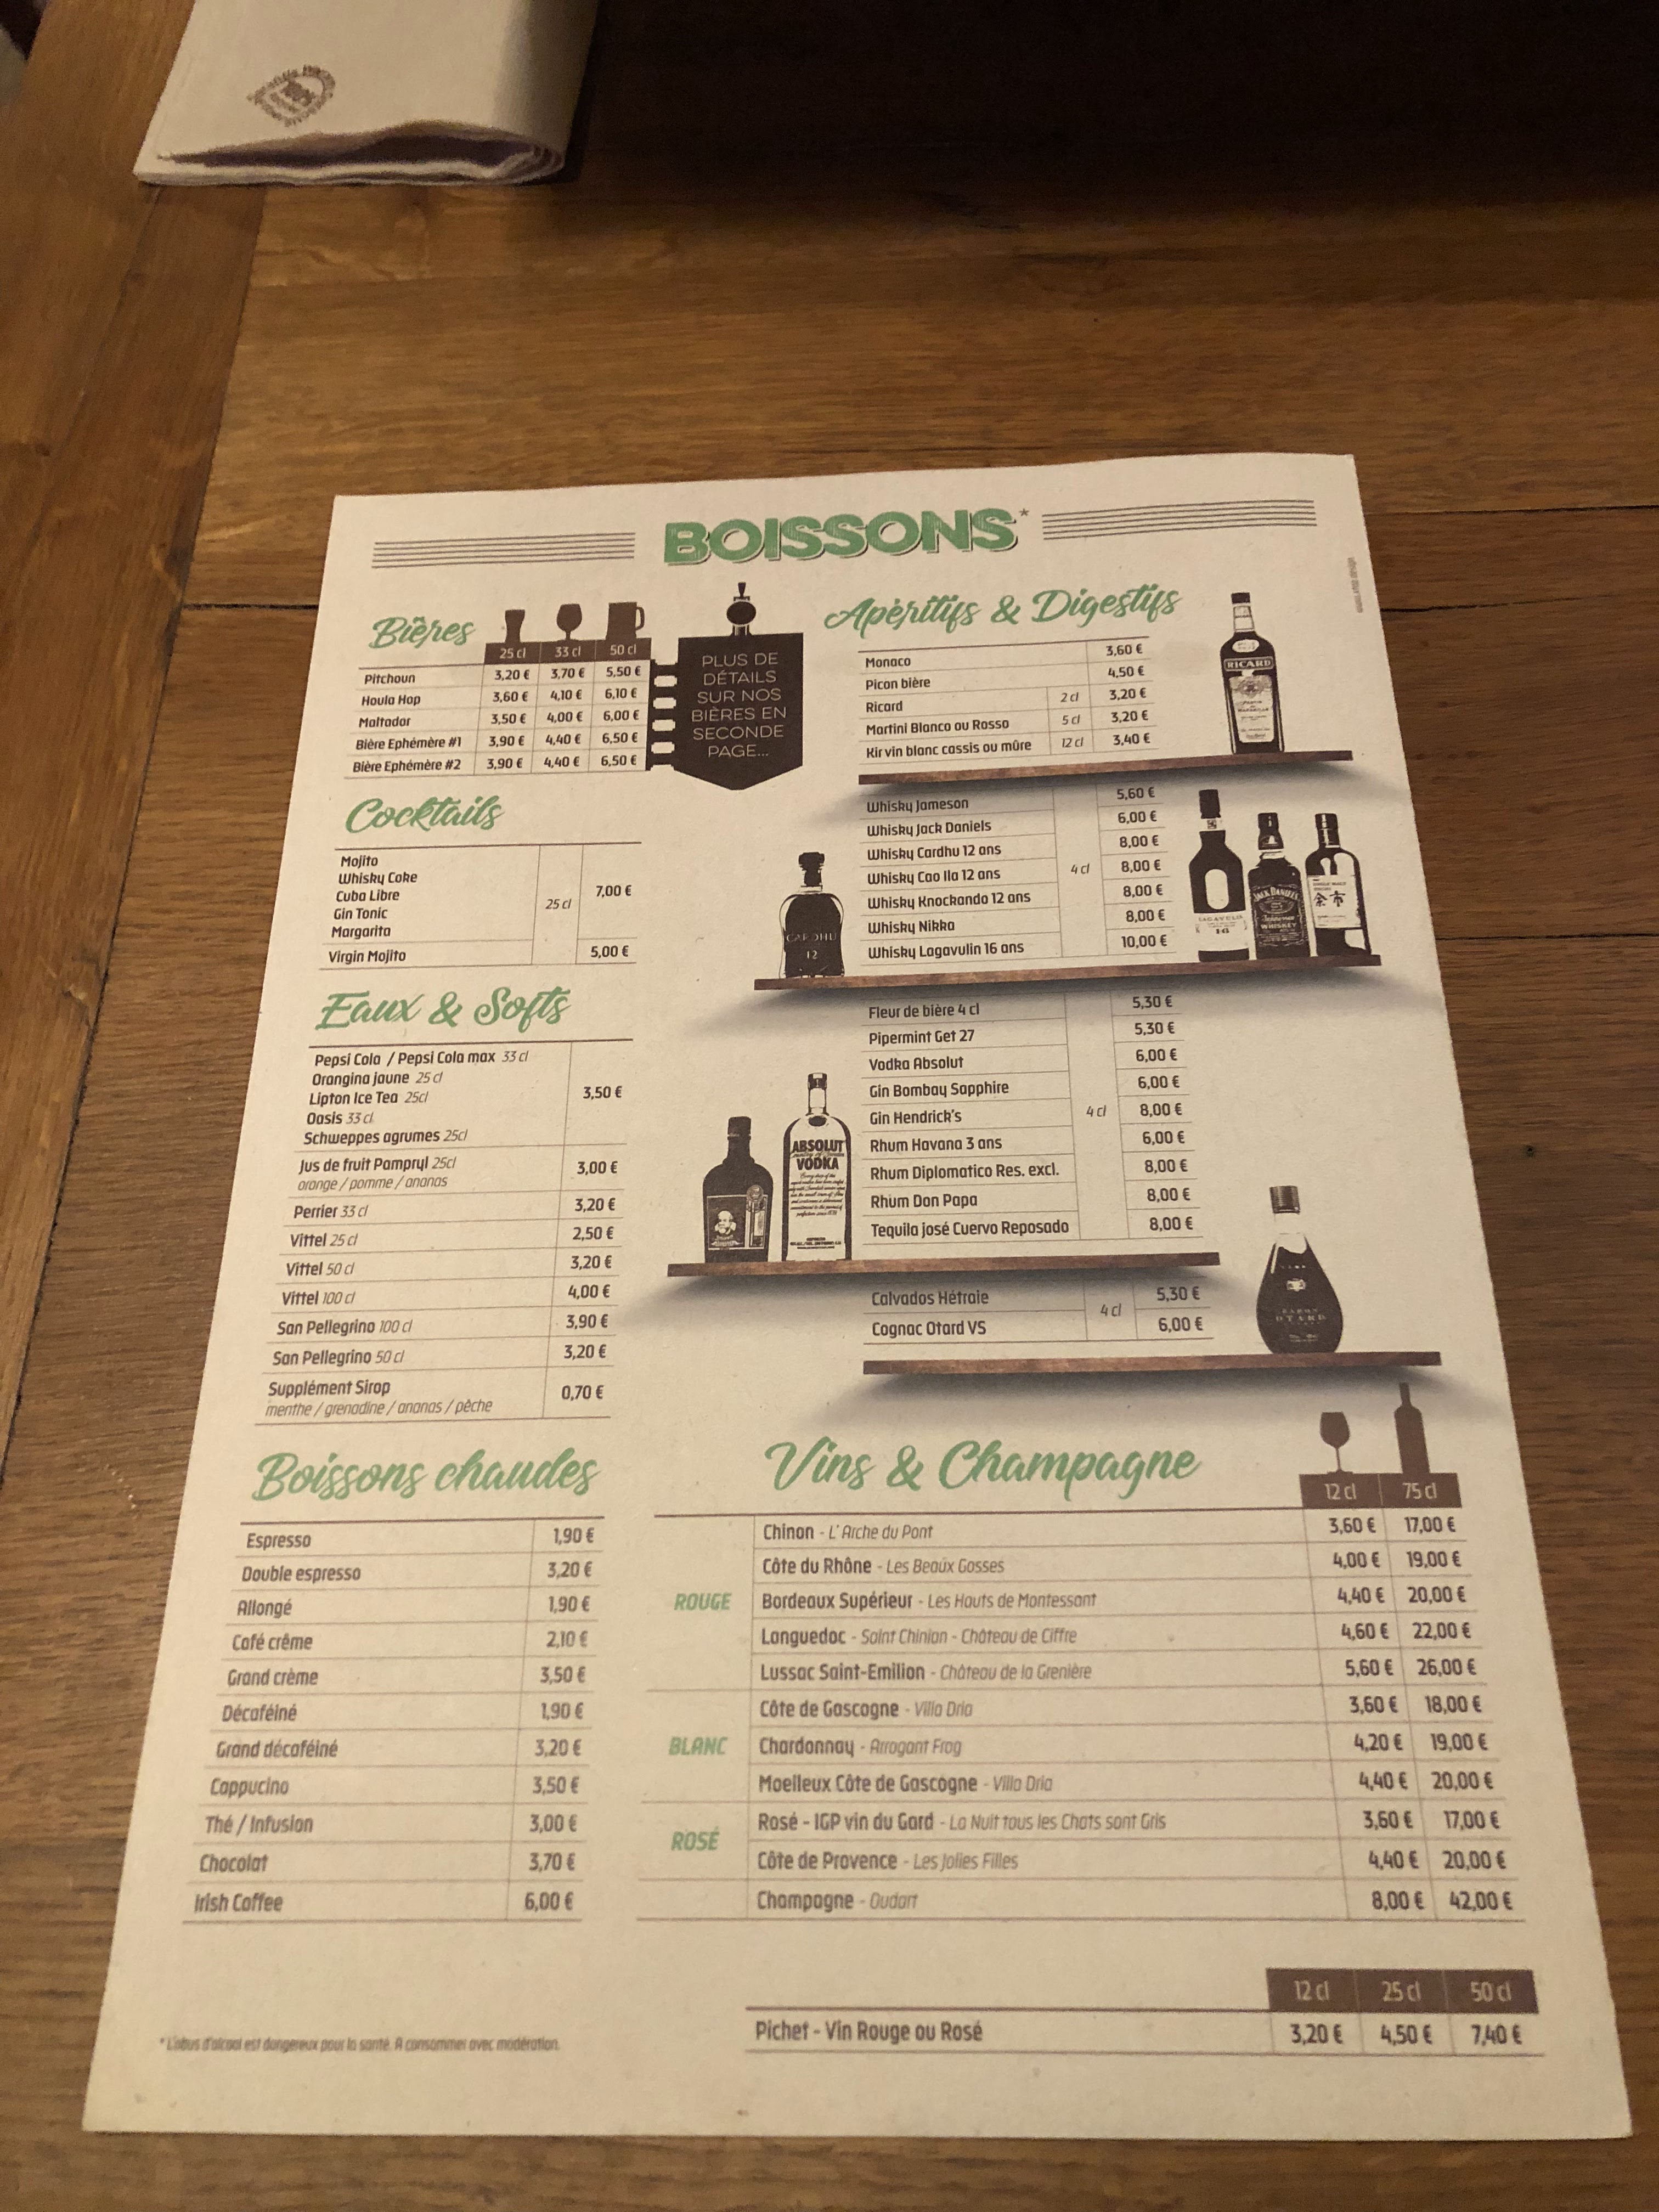 BOISSONS*
Bières
25 cl 33 cl 50 cl
Pitchoun 3,20 € 3,70 € 5,50 €
Houla Hop 3,60 € 4,10 € 6,10 €
Maltador 3,50 € 4,00 € 6,00 €
Bière Ephémère #1 3,90 € 4,40 € 6,50 €
Bière Ephémère #2 3,90 € 4,40 € 6,50 €
PLUS DE
DÉTAILS
SUR NOS
BIÈRES EN
SECONDE
PAGE...
Cocktails
Mojito
Whisky Coke
Cuba Libre
Gin Tonic
Margarita
25 cl
7,00 €
Virgin Mojito 5,00 €
Eaux & Softs
Pepsi Cola / Pepsi Cola max 33 cl
Orangina jaune 25 cl
Lipton Ice Tea 25cl
Oasis 33 cl
Schweppes agrumes 25cl
3,50 €
Jus de fruit Pampryl 25cl 3,00 €
orange / pomme / ananas
Perrier 33 cl 3,20 €
Vittel 25 cl 2,50 €
Vittel 50 cl 3,20 €
Vittel 100 cl 4,00 €
San Pellegrino 100 cl 3,90 €
San Pellegrino 50 cl 3,20 €
Supplément Sirop 0,70 €
menthe / grenadine / ananas / pêche
Boissons chaudes
Espresso 1,90 €
Double espresso 3,20 €
Allongé 1,90 €
Café crème 2,10 €
Grand crème 3,50 €
Décaféiné 1,90 €
Grand décaféiné 3,20 €
Cappucino 3,50 €
Thé / Infusion 3,00 €
Chocolat 3,70 €
Irish Coffee 6,00 €
Apéritifs & Digestifs
Monaco 3,60 €
Picon bière 4,50 €
Ricard 2 cl 3,20 €
Martini Blanco ou Rosso 5 cl 3,20 €
Kir vin blanc cassis ou mûre 12 cl 3,40 €
RICARD
Whisky Jameson 5,60 €
Whisky Jack Daniels 6,00 €
Whisky Cardhu 12 ans 8,00 €
Whisky Cao Ila 12 ans 8,00 €
Whisky Knockando 12 ans 8,00 €
Whisky Nikka 8,00 €
Whisky Lagavulin 16 ans 10,00 €
4 cl
CARDHU
12
LAGAVULIN
16
JACK DANIEL'S
WHISKEY
余市
Fleur de bière 4 cl 5,30 €
Pipermint Get 27 5,30 €
Vodka Absolut 6,00 €
Gin Bombay Sapphire 6,00 €
Gin Hendrick's 8,00 €
Rhum Havana 3 ans 6,00 €
Rhum Diplomatico Res. excl. 8,00 €
Rhum Don Papa 8,00 €
Tequila josé Cuervo Reposado 8,00 €
4 cl
ABSOLUT
VODKA
Calvados Hétraie 5,30 €
Cognac Otard VS 6,00 €
4 cl
BARON
OTARD
Vins & Champagne
12 cl 75 cl
ROUGE
Chinon - L' Arche du Pont 3,60 € 17,00 €
Côte du Rhône - Les Beaux Gosses 4,00 € 19,00 €
Bordeaux Supérieur - Les Hauts de Montessant 4,40 € 20,00 €
Languedoc - Saint Chinian - Château de Ciffre 4,60 € 22,00 €
Lussac Saint-Emilion - Château de la Grenière 5,60 € 26,00 €
BLANC
Côte de Gascogne - Villa Dria 3,60 € 18,00 €
Chardonnay - Arrogant Frog 4,20 € 19,00 €
Moelleux Côte de Gascogne - Villa Dria 4,40 € 20,00 €
ROSÉ
Rosé - IGP vin du Gard - La Nuit tous les Chats sont Gris 3,60 € 17,00 €
Côte de Provence - Les Jolies Filles 4,40 € 20,00 €
Champagne - Oudart 8,00 € 42,00 €
12 cl 25 cl 50 cl
Pichet - Vin Rouge ou Rosé 3,20 € 4,50 € 7,40 €
* L'abus d'alcool est dangereux pour la santé. A consommer avec modération.